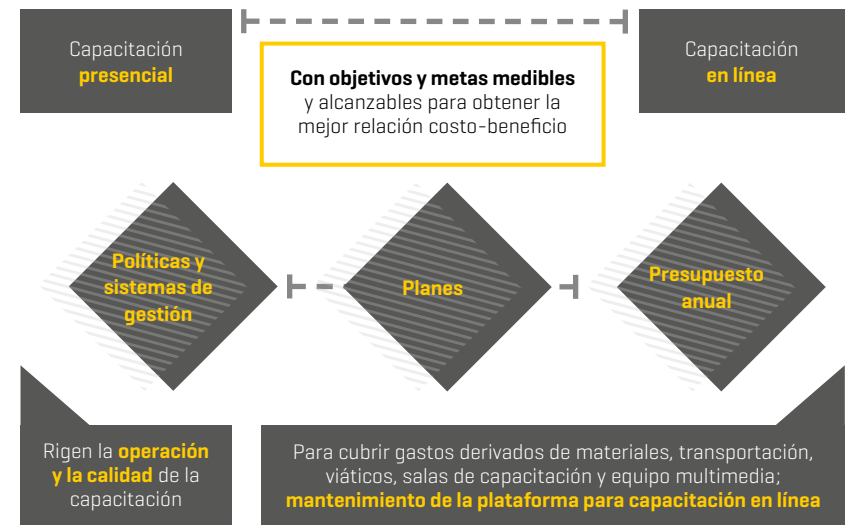 Capacitación
presencial
Con objetivos y metas medibles
y alcanzables para obtener la
mejor relación costo-beneficio
Capacitación
en línea
Políticas y
sistemas de
gestión
Planes
Presupuesto
anual
Rigen la operación
y la calidad de la
capacitación
Para cubrir gastos derivados de materiales, transportación,
viáticos, salas de capacitación y equipo multimedia;
mantenimiento de la plataforma para capacitación en línea